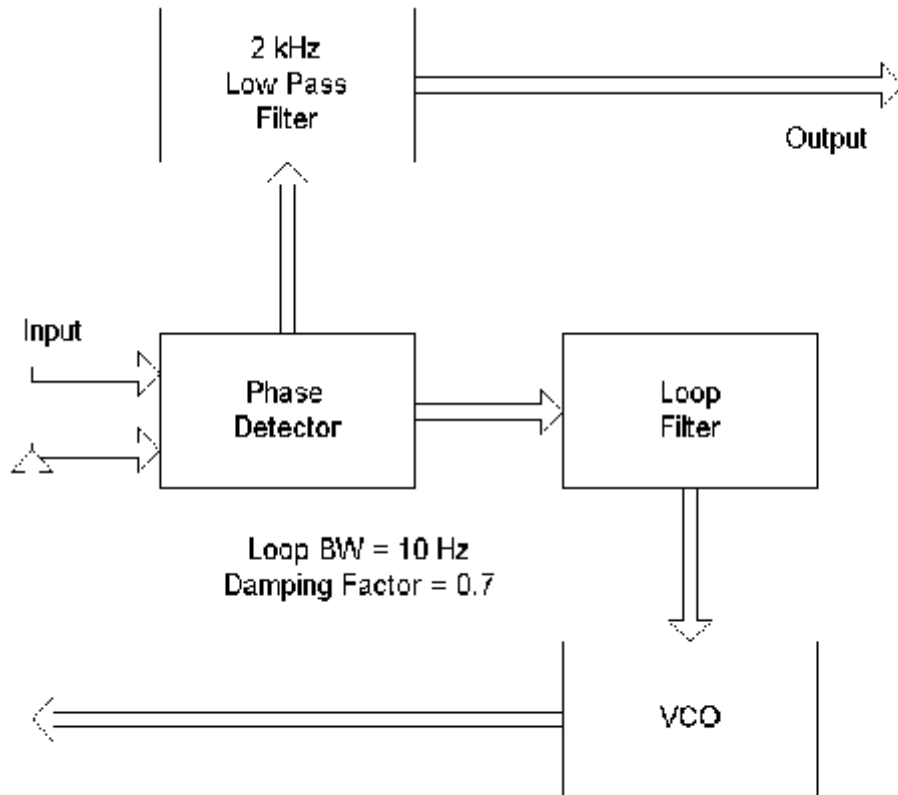 2 kHz
Low Pass
Filter
Output
Input
Phase
Detector
Loop
Filter
Loop BW = 10 Hz
Damping Factor = 0.7
VCO